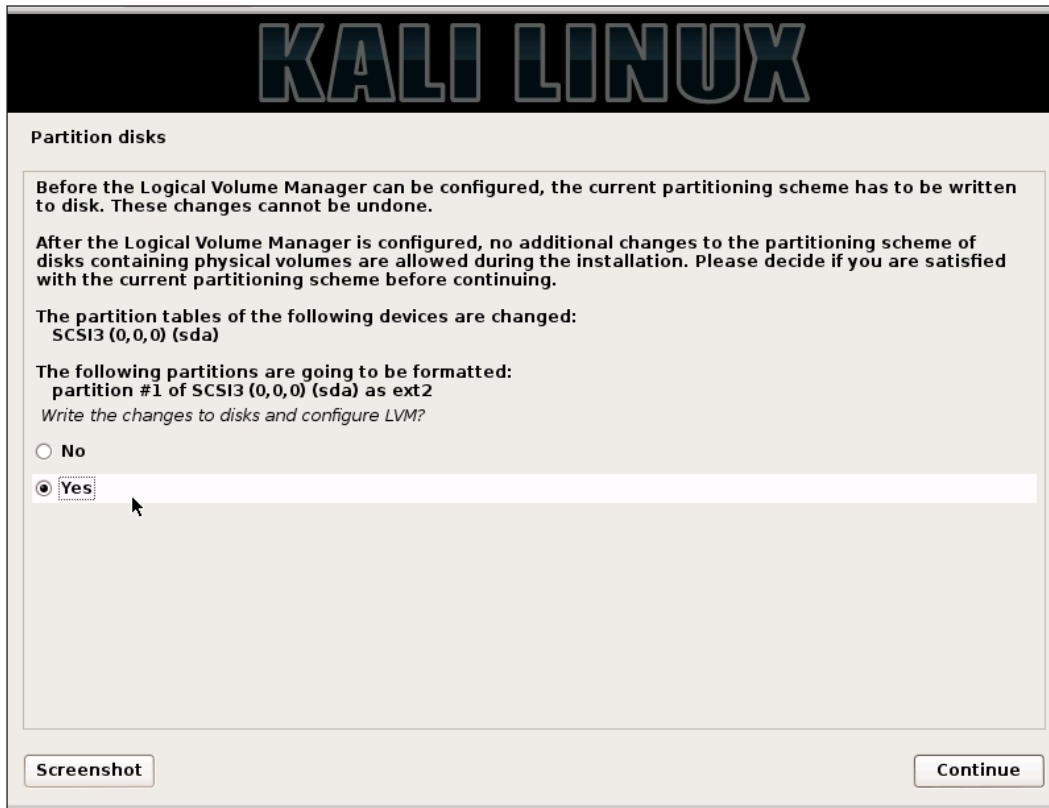 KALI LINUX
Partition disks
Before the Logical Volume Manager can be configured, the current partitioning scheme has to be written
to disk. These changes cannot be undone.
After the Logical Volume Manager is configured, no additional changes to the partitioning scheme of
disks containing physical volumes are allowed during the installation. Please decide if you are satisfied
with the current partitioning scheme before continuing.
The partition tables of the following devices are changed:
SCSI3 (0,0,0) (sda)
The following partitions are going to be formatted:
partition #1 of SCSI3 (0,0,0) (sda) as ext2
Write the changes to disks and configure LVM?
No
Yes
Screenshot
Continue